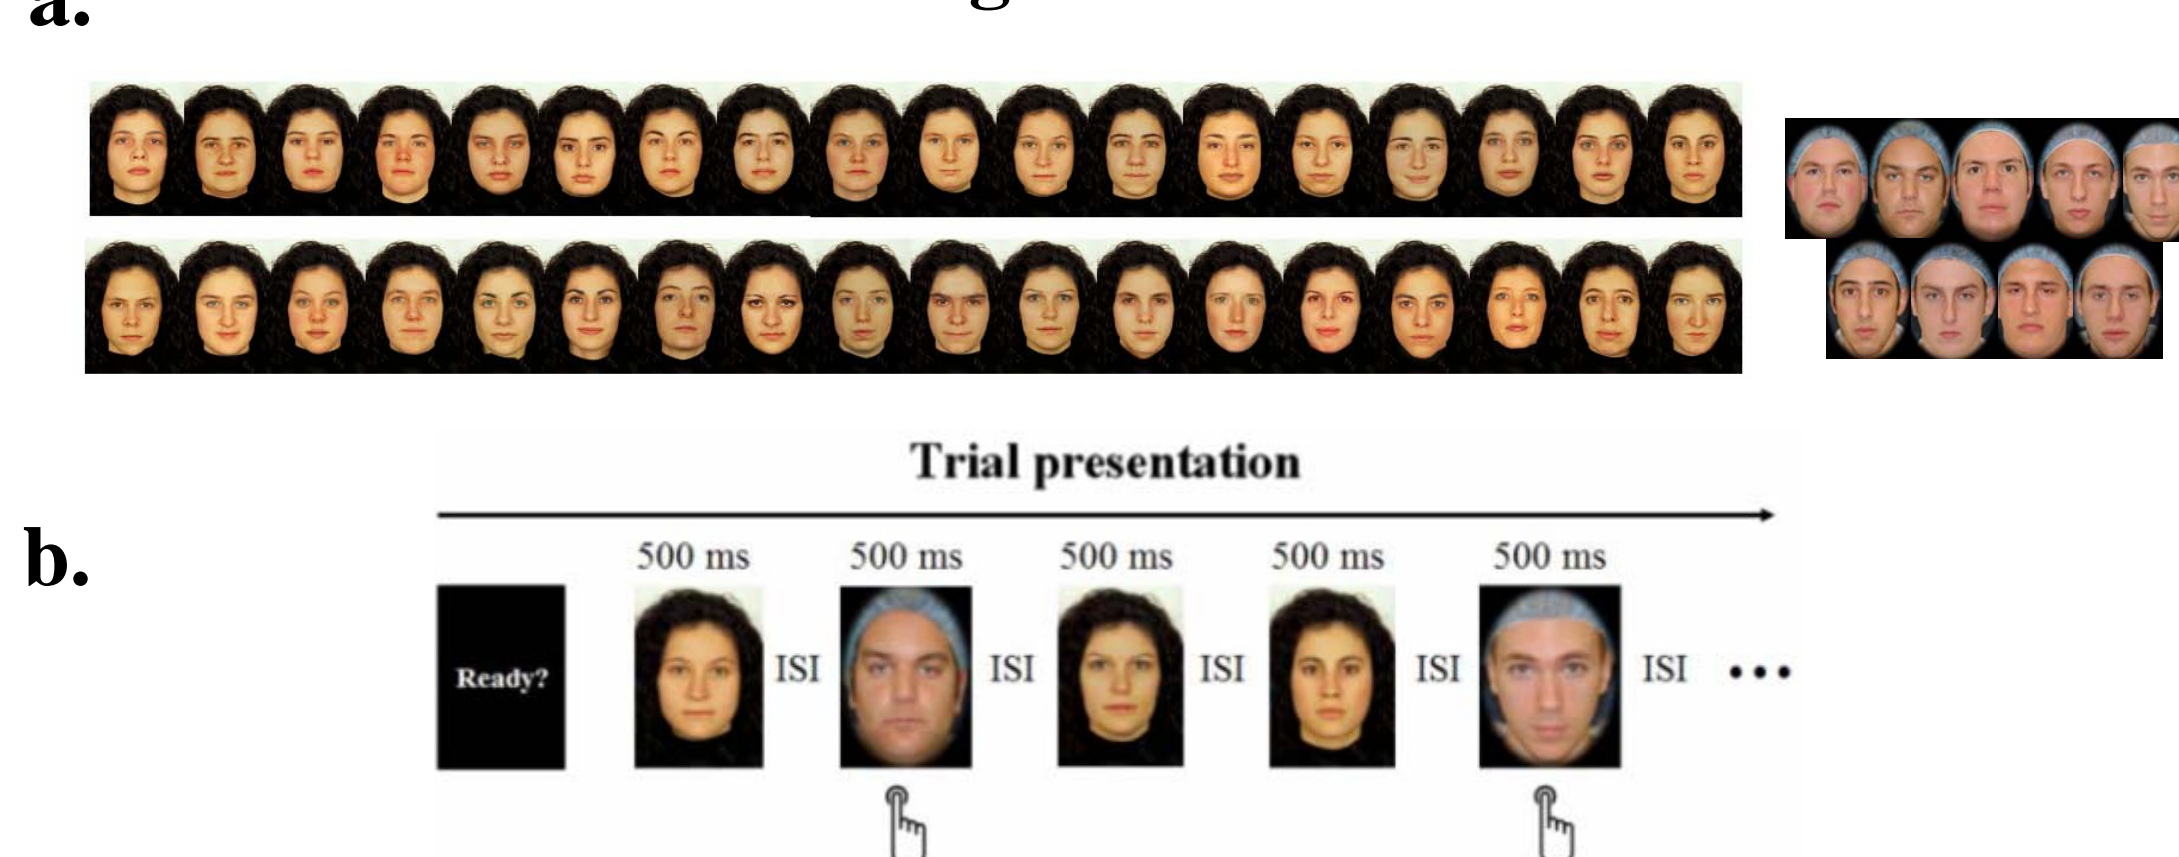 a.
Trial presentation
b.
500 ms 500 ms 500 ms 500 ms 500 ms
Ready? ISI ISI ISI ISI ISI •••